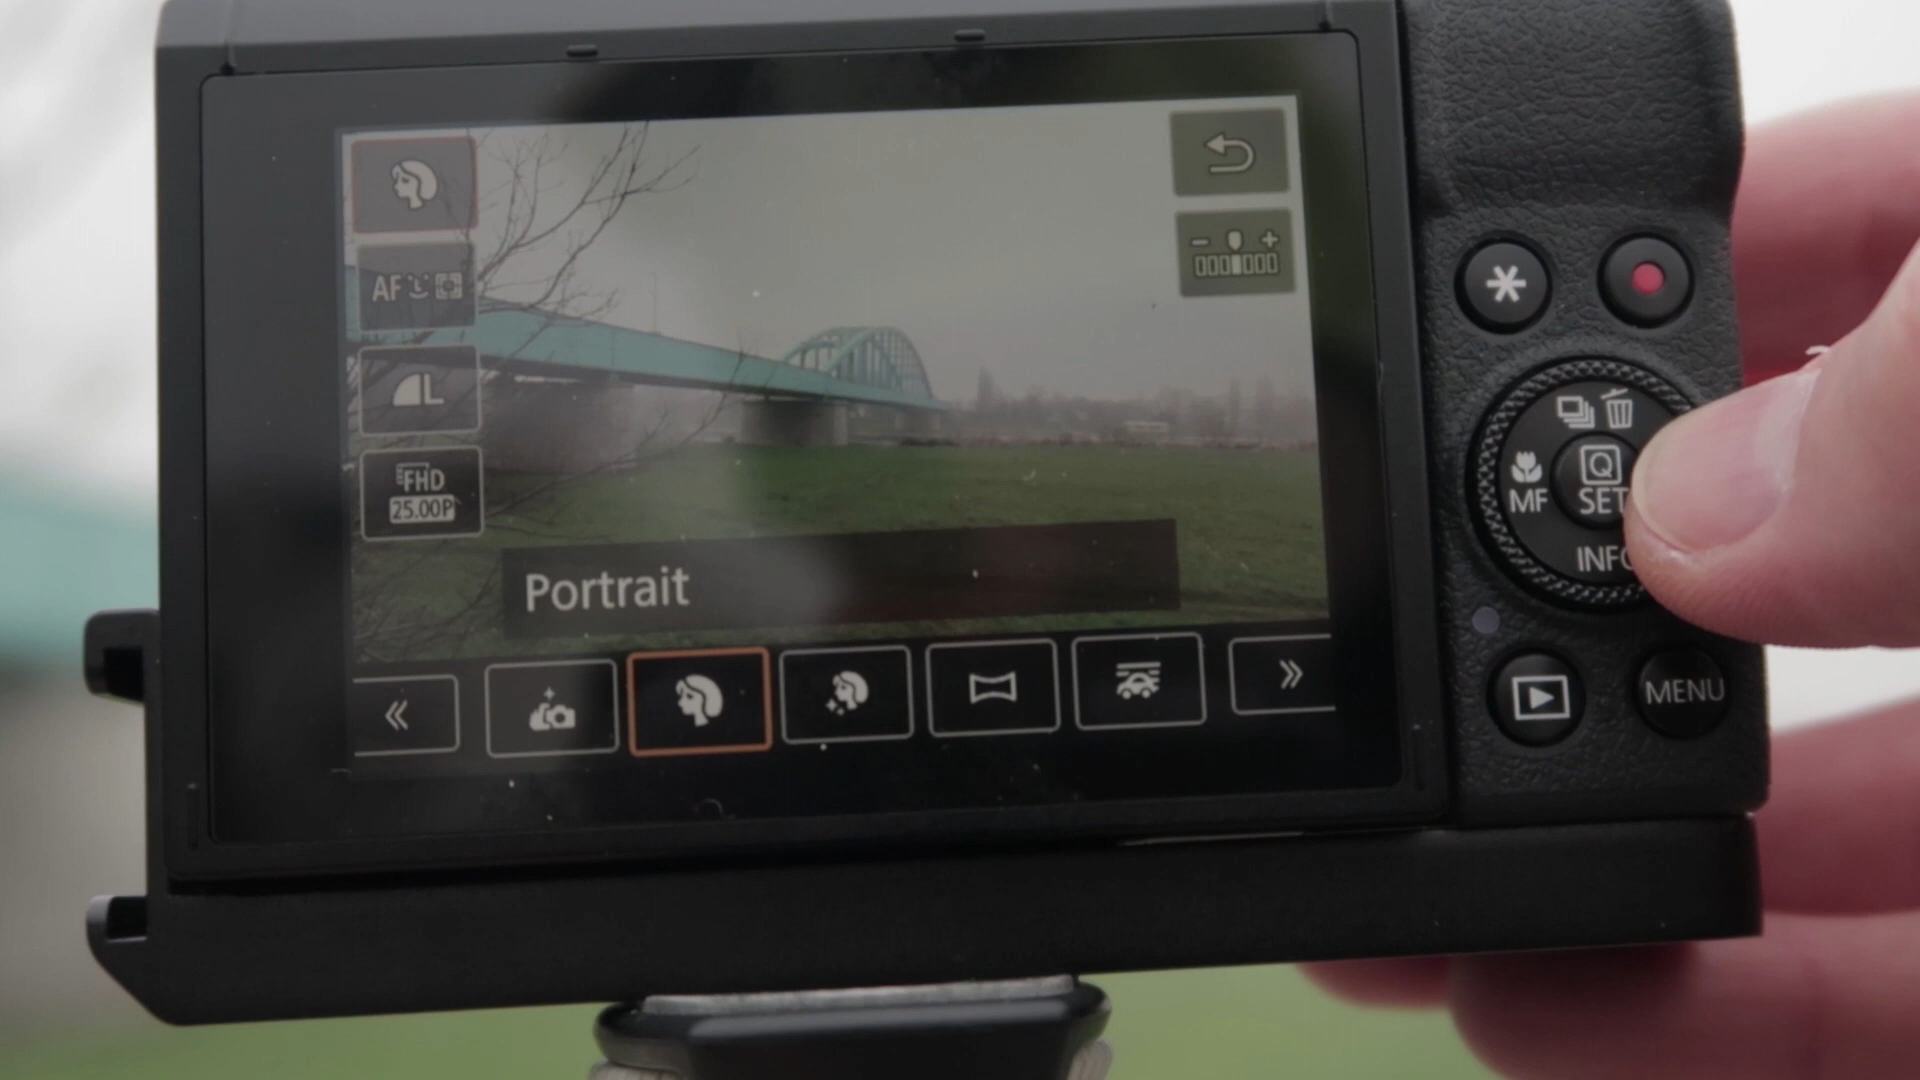 AF
L
FHD
25.00P
Portrait
MF
Q
SET
INFO
MENU